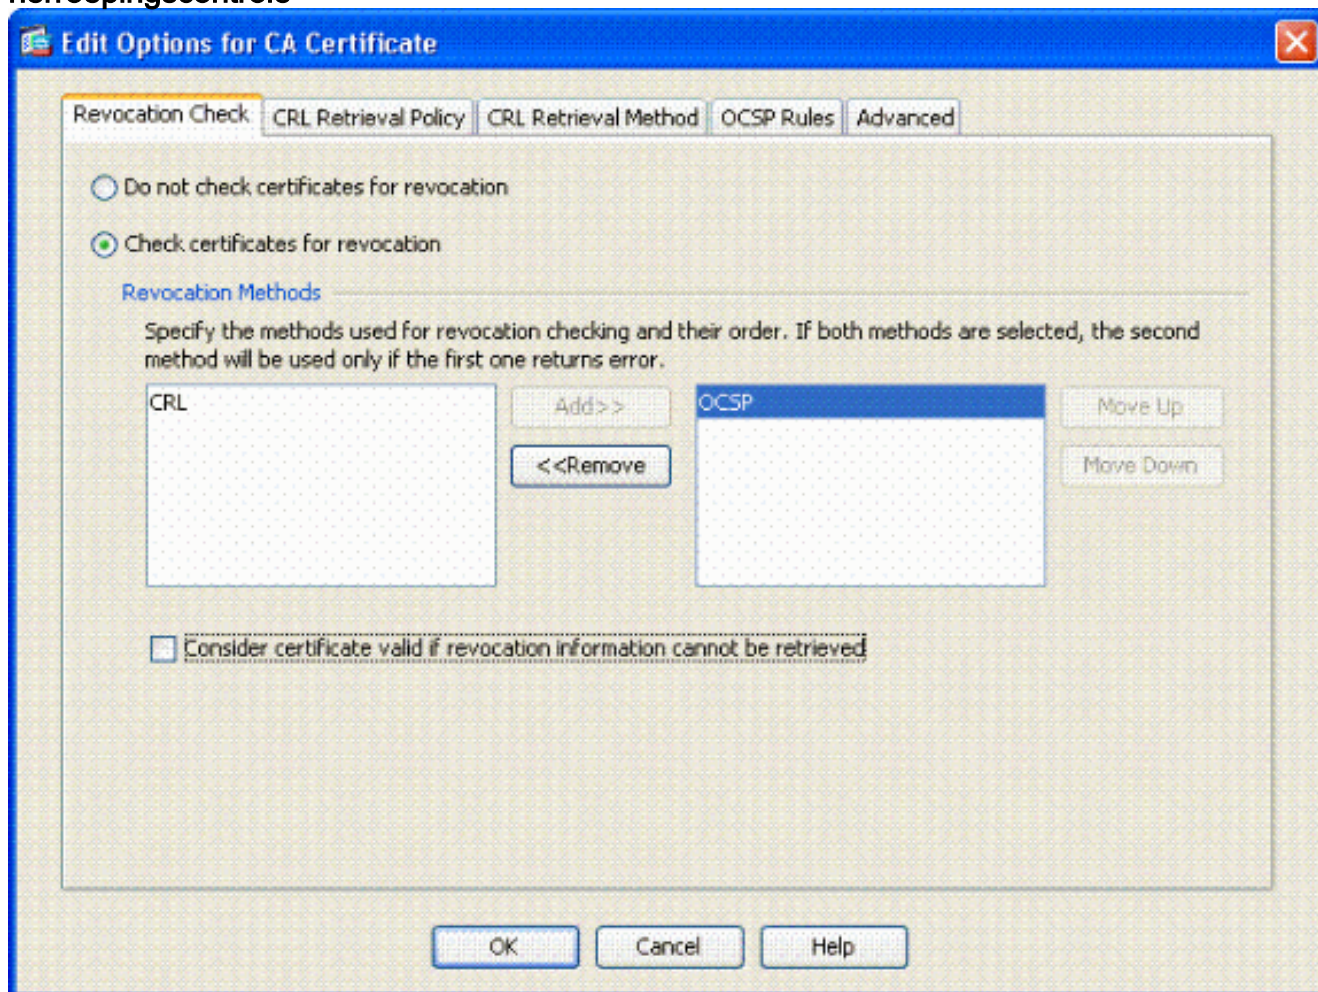 Edit Options for CA Certificate
Revocation Check
CRL Retrieval Policy
CRL Retrieval Method
OCSP Rules
Advanced
Do not check certificates for revocation
Check certificates for revocation
Revocation Methods
Specify the methods used for revocation checking and their order. If both methods are selected, the second
method will be used only if the first one returns error.
CRL
Add>>
<<Remove
OCSP
Move Up
Move Down
Consider certificate valid if revocation information cannot be retrieved
OK
Cancel
Help